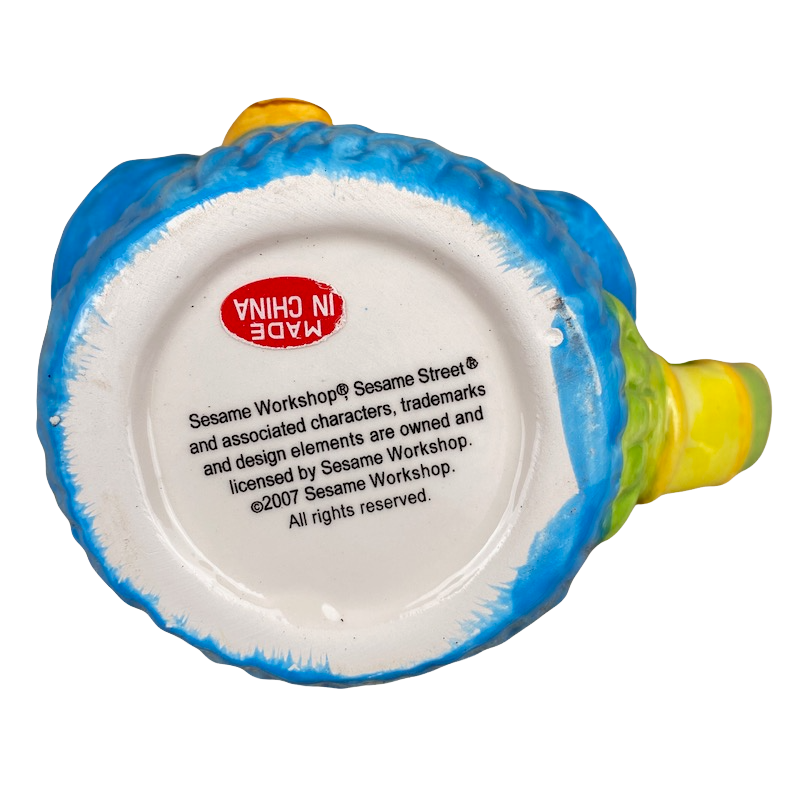 MADE
IN CHINA
Sesame Workshop®, Sesame Street®
and associated characters, trademarks
and design elements are owned and
licensed by Sesame Workshop.
©2007 Sesame Workshop.
All rights reserved.